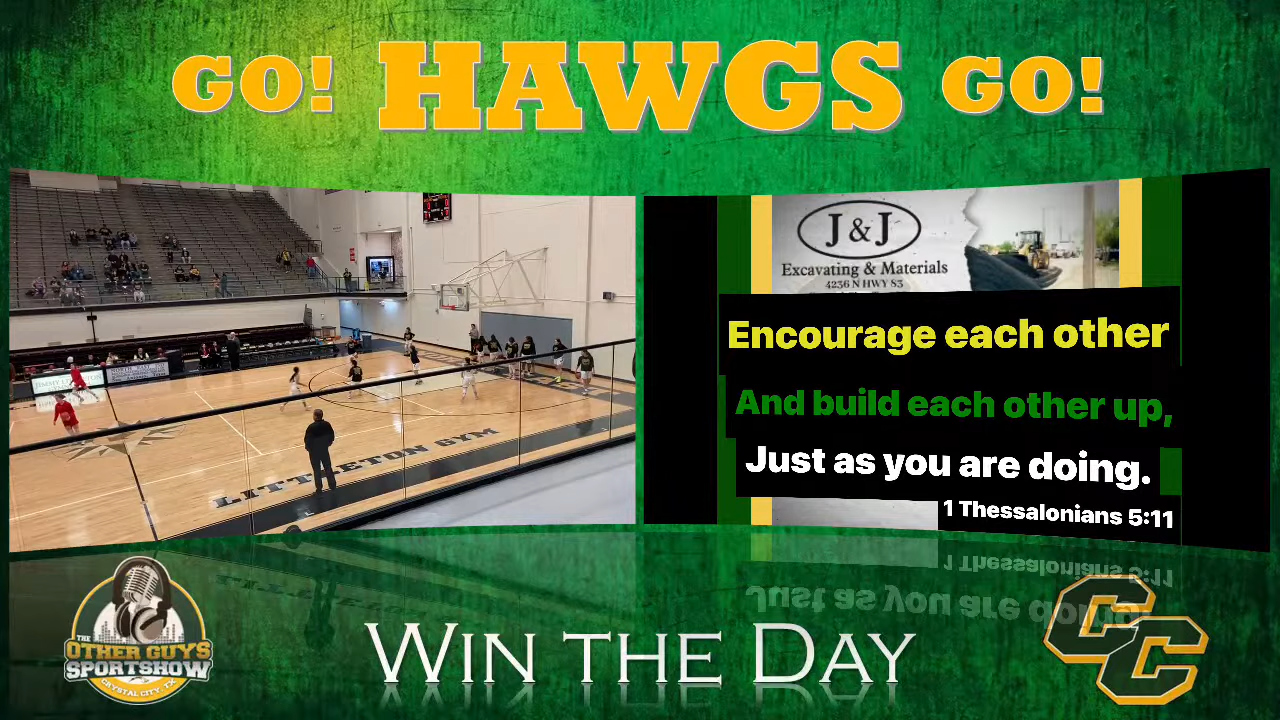 GO! HAWGS GO!
LITTLETON GYM
J & J
Excavating & Materials
4236 N HWY 83
Encourage each other
And build each other up,
Just as you are doing.
1 Thessalonians 5:11
THE
OTHER GUYS
SPORTSHOW
CRYSTAL CITY, TX
WIN THE DAY
CC